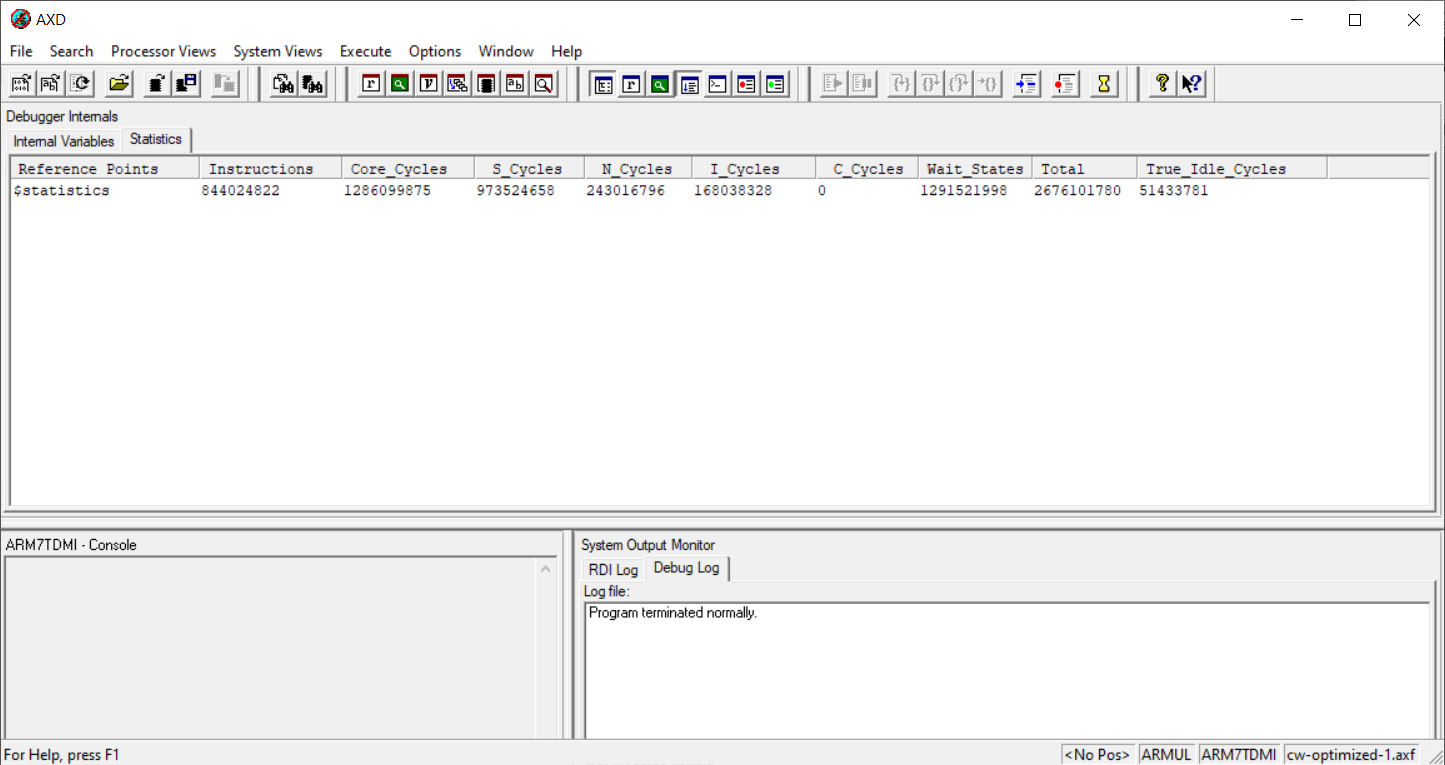 AXD
File Search Processor Views System Views Execute Options Window Help
Debugger Internals
Internal Variables Statistics
Reference Points Instructions Core_Cycles S_Cycles N_Cycles I_Cycles C_Cycles Wait_States Total True_Idle_Cycles
$statistics 844024822 1286099875 973524658 243016796 168038328 0 1291521998 2676101780 51433781
ARM7TDMI - Console
System Output Monitor
RDI Log Debug Log
Log file:
Program terminated normally.
For Help, press F1 <No Pos> ARMUL ARM7TDMI cw-optimized-1.axf